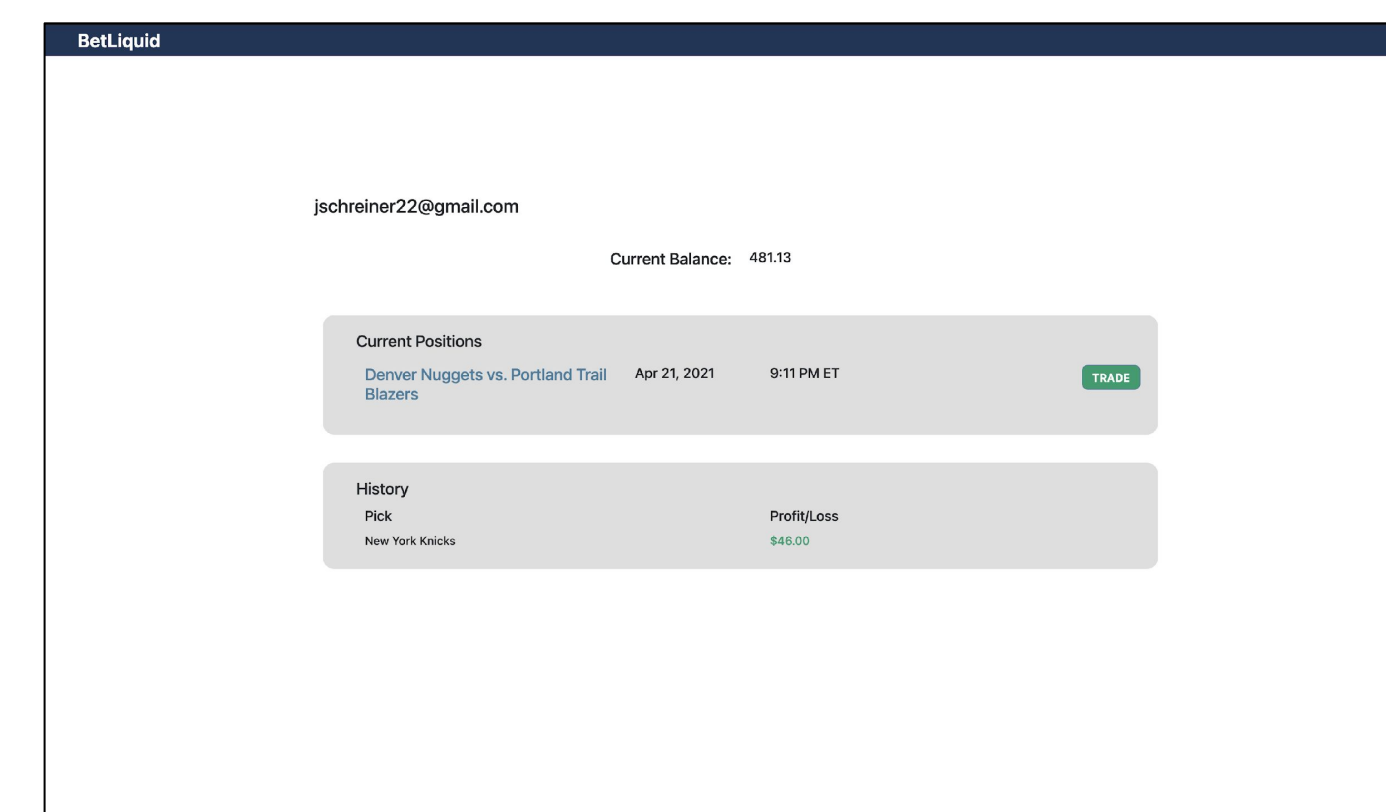 BetLiquid
jschreiner22@gmail.com
Current Balance: 481.13
Current Positions
Denver Nuggets vs. Portland Trail Apr 21, 2021 9:11 PM ET TRADE
Blazers
History
Pick Profit/Loss
New York Knicks $46.00